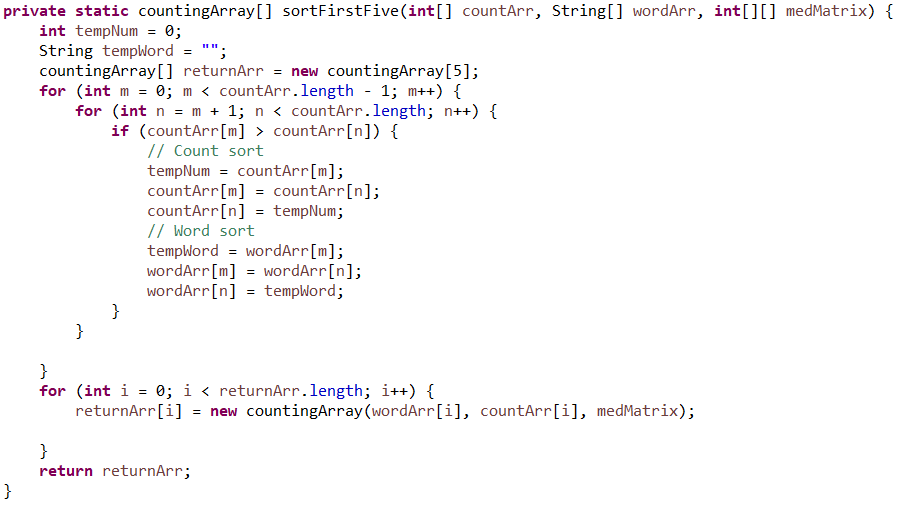 private static countingArray[] sortFirstFive(int[] countArr, String[] wordArr, int[][] medMatrix) {
    int tempNum = 0;
    String tempWord = "";
    countingArray[] returnArr = new countingArray[5];
    for (int m = 0; m < countArr.length - 1; m++) {
        for (int n = m + 1; n < countArr.length; n++) {
            if (countArr[m] > countArr[n]) {
                // Count sort
                tempNum = countArr[m];
                countArr[m] = countArr[n];
                countArr[n] = tempNum;
                // Word sort
                tempWord = wordArr[m];
                wordArr[m] = wordArr[n];
                wordArr[n] = tempWord;
            }
        }

    }
    for (int i = 0; i < returnArr.length; i++) {
        returnArr[i] = new countingArray(wordArr[i], countArr[i], medMatrix);

    }
    return returnArr;
}